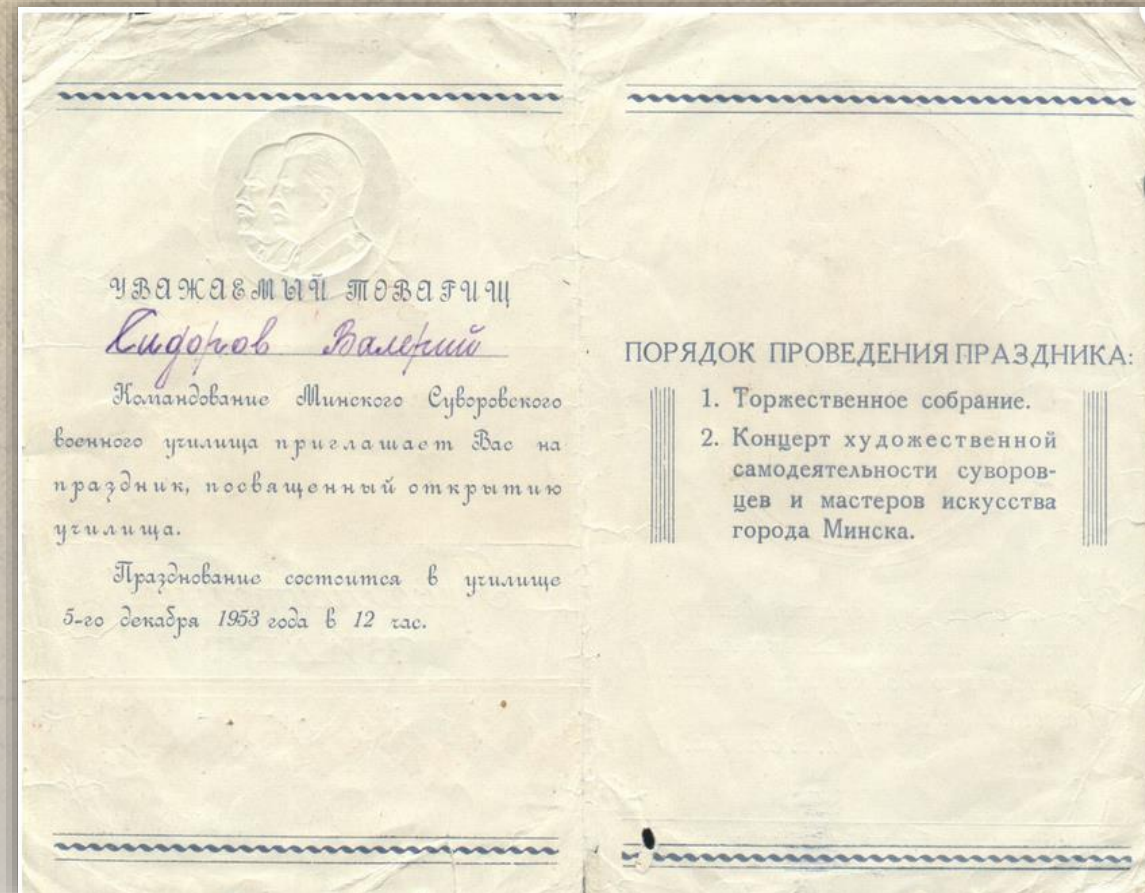 УВАЖАЕМЫЙ ТОВАРИЩ
Сидоров Валерий
Командование Минского Суворовского
военного училища приглашает Вас на
праздник, посвященный открытию
училища.
Празднование состоится в училище
5-го декабря 1953 года в 12 час.
ПОРЯДОК ПРОВЕДЕНИЯ ПРАЗДНИКА:
1. Торжественное собрание.
2. Концерт художественной
самодеятельности суворов-
цев и мастеров искусства
города Минска.